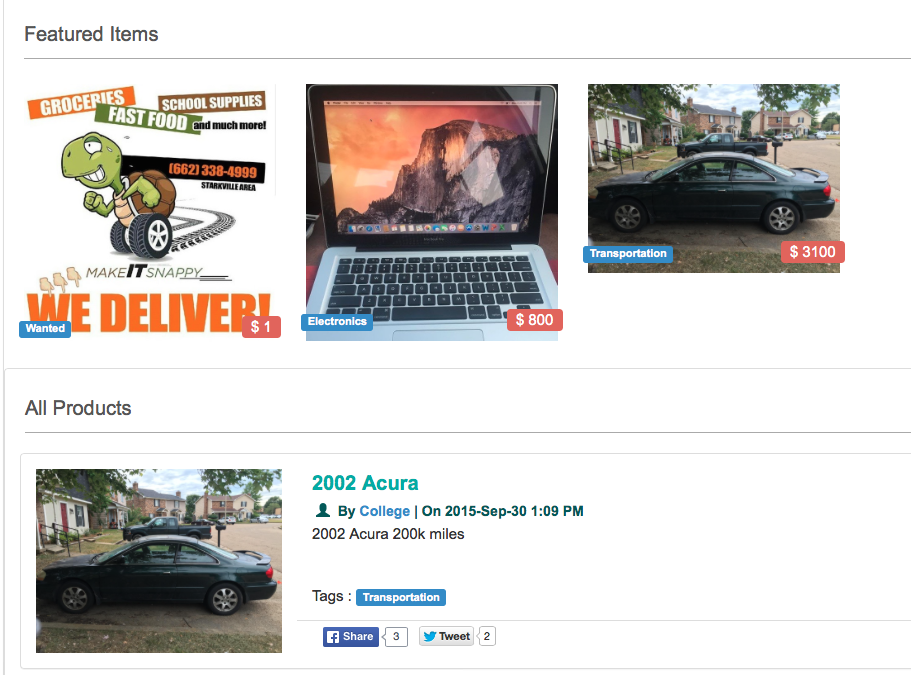 Featured Items
GROCERIES
SCHOOL SUPPLIES
FAST FOOD and much more!
(662) 338-4999
STARKVILLE AREA
MAKE IT SNAPPY
WE DELIVER!
Wanted
$ 1
Electronics
$ 800
Transportation
$ 3100
All Products
2002 Acura
By College | On 2015-Sep-30 1:09 PM
2002 Acura 200k miles
Tags : Transportation
Share 3 Tweet 2